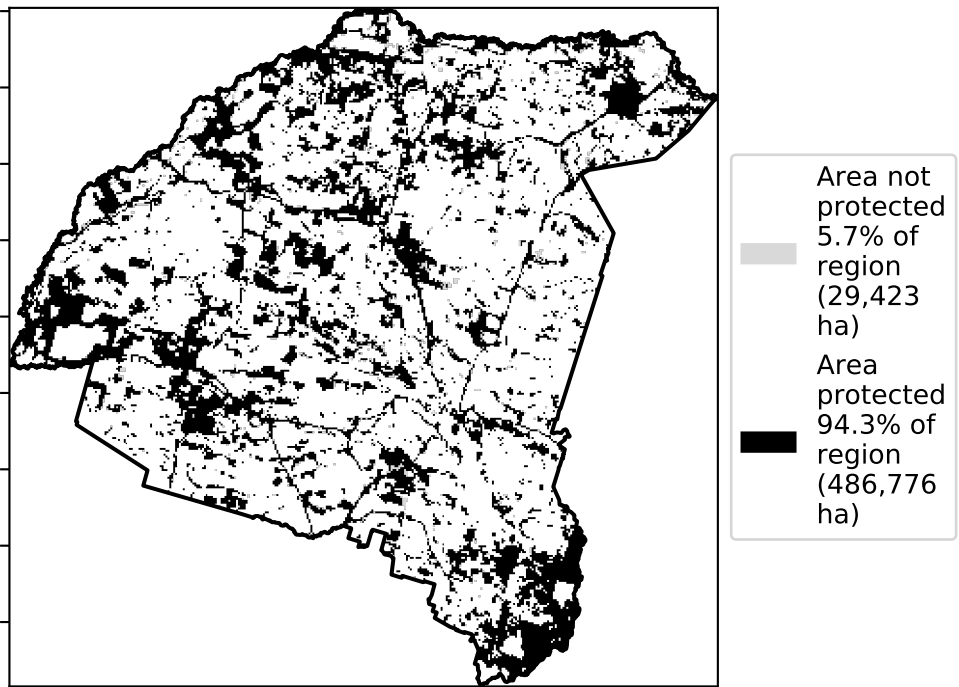 Area not
protected
5.7% of
region
(29,423
ha)
Area
protected
94.3% of
region
(486,776
ha)